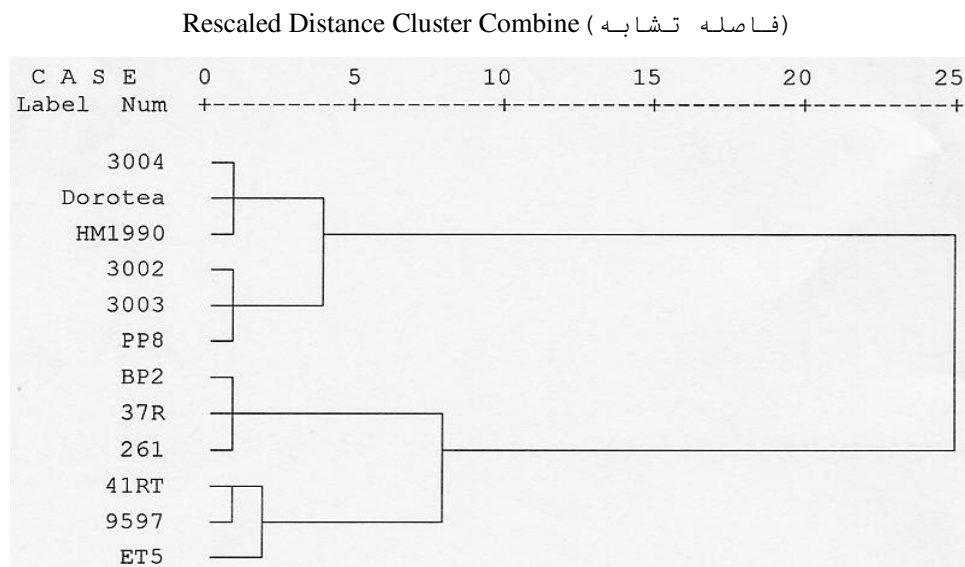 Rescaled Distance Cluster Combine (فاصله تشابه)
C A S E 0 5 10 15 20 25
Label Num +---------+---------+---------+---------+---------+
3004
Dorotea
HM1990
3002
3003
PP8
BP2
37R
261
41RT
9597
ET5